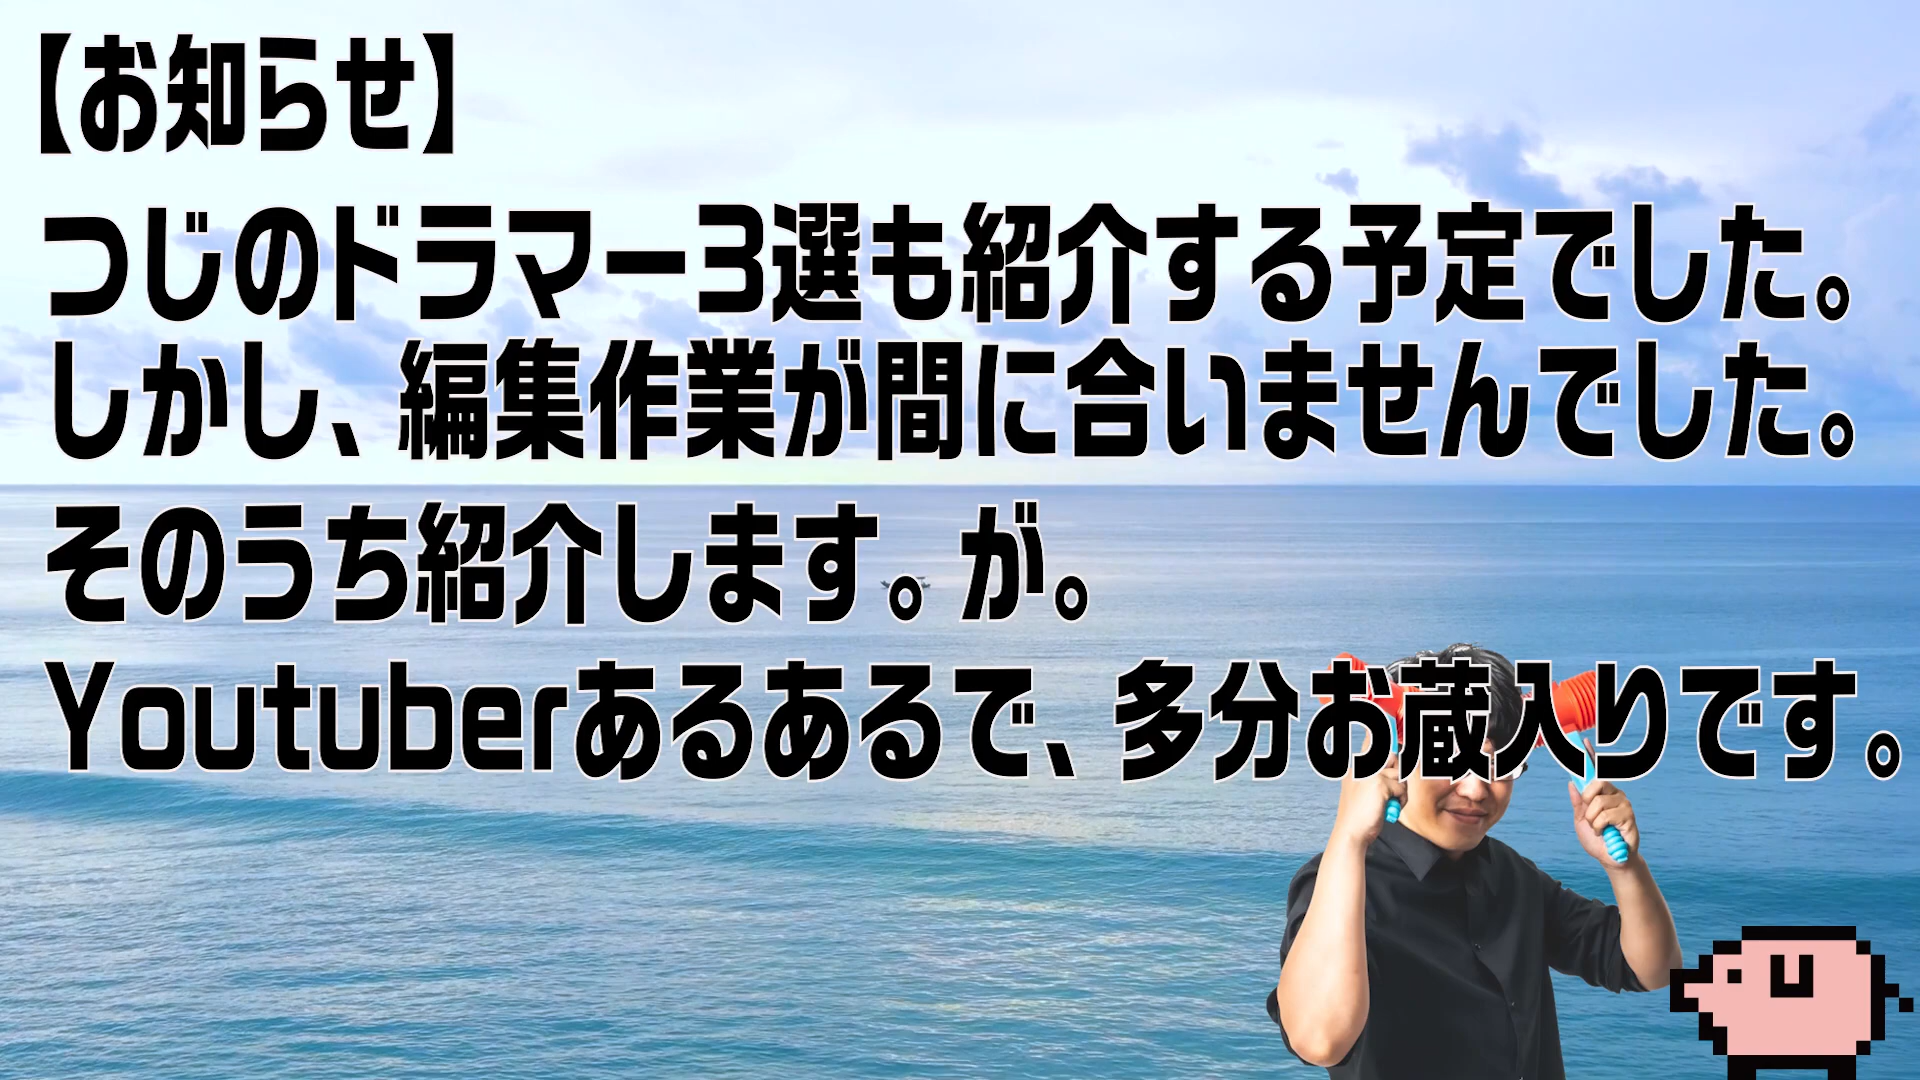 【お知らせ】
つじのドラマー3選も紹介する予定でした。
しかし、編集作業が間に合いませんでした。
そのうち紹介します。が。
Youtuberあるあるで、多分お蔵入りです。